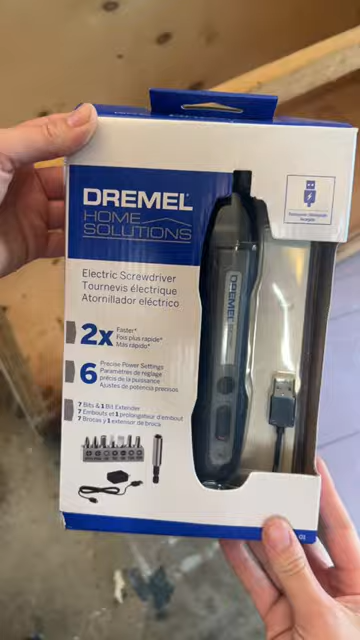 DREMEL
HOME
SOLUTIONS
Electric Screwdriver
Tournevis électrique
Atornillador eléctrico
2x
Faster*
Fois plus rapide*
Más rápido*
6
Precise Power Settings
Paramètres de réglage
précis de la puissance
Ajustes de potencia precisos
7 Bits & 1 Bit Extender
7 Embouts et 1 prolongateur d'embout
7 Brocas y 1 extensor de broca
DREMEL